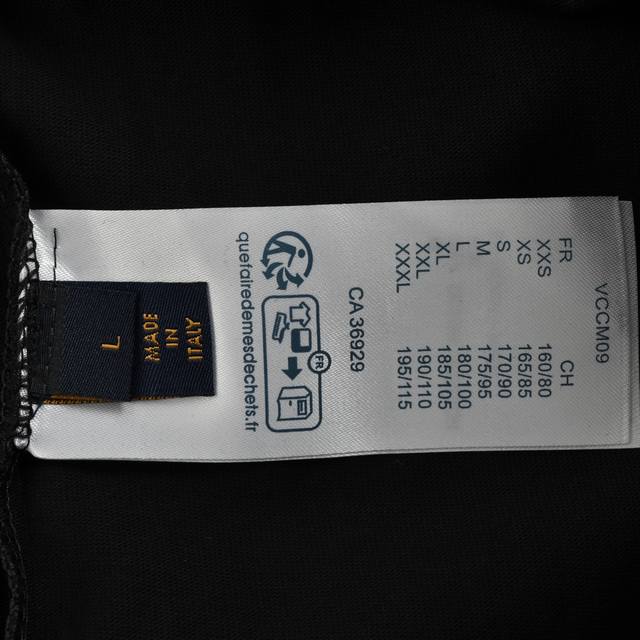 L
MADE
IN
ITALY
VCCM09
FR CH
XXS 160/80
XS 165/85
S 170/90
M 175/95
L 180/100
XL 185/105
XXL 190/110
XXXL 195/115
CA 36929
FR
quefairedemesdechets.fr